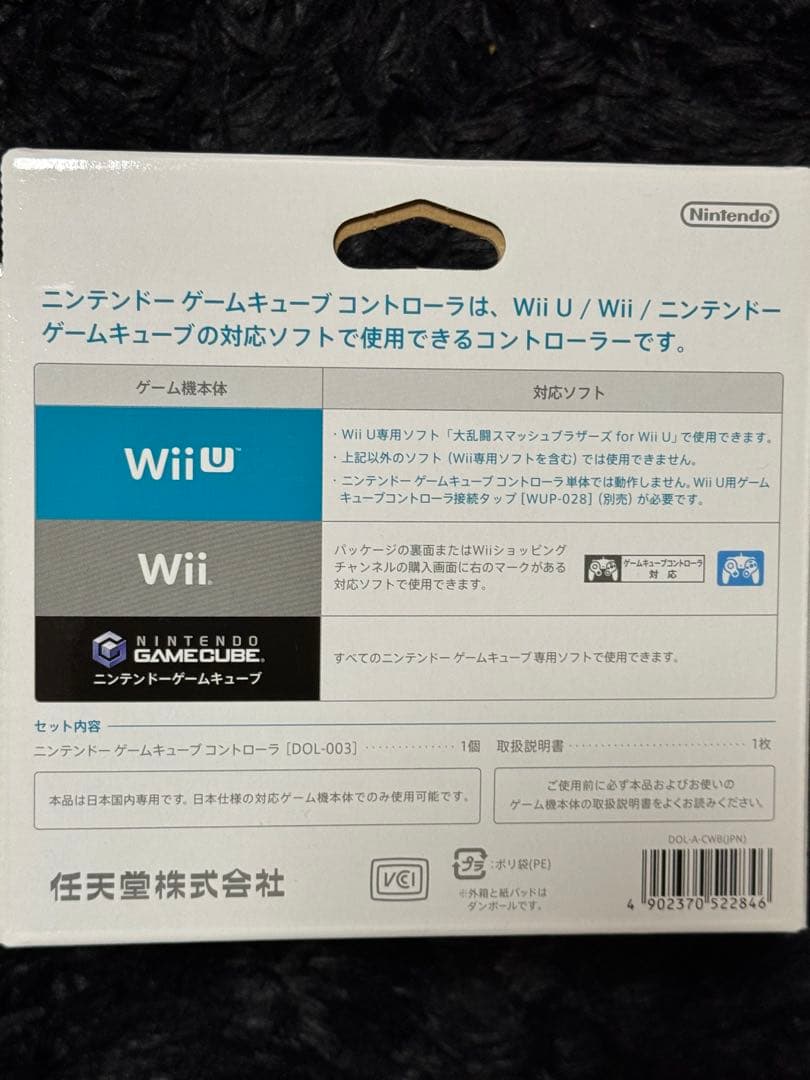 Nintendo
ニンテンドー ゲームキューブ コントローラは、Wii U / Wii / ニンテンドー
ゲームキューブの対応ソフトで使用できるコントローラーです。
ゲーム機本体
対応ソフト
Wii U™
・Wii U専用ソフト「大乱闘スマッシュブラザーズ for Wii U」で使用できます。
・上記以外のソフト（Wii専用ソフトを含む）では使用できません。
・ニンテンドー ゲームキューブ コントローラ単体では動作しません。Wii U用ゲーム
キューブコントローラ接続タップ［WUP-028］（別売）が必要です。
Wii®
パッケージの裏面またはWiiショッピング
チャンネルの購入画面に右のマークがある
対応ソフトで使用できます。
ゲームキューブコントローラ
対応
NINTENDO
GAMECUBE®
ニンテンドーゲームキューブ
すべてのニンテンドー ゲームキューブ専用ソフトで使用できます。
セット内容
ニンテンドー ゲームキューブ コントローラ［DOL-003］ ‥‥‥‥‥ 1個
取扱説明書 ‥‥‥‥‥‥‥‥‥‥ 1枚
本品は日本国内専用です。日本仕様の対応ゲーム機本体でのみ使用可能です。
ご使用前に必ず本品およびお使いの
ゲーム機本体の取扱説明書をよくお読みください。
任天堂株式会社
VCI
プラ：ポリ袋(PE)
※外箱と紙パッドは
ダンボールです。
DOL-A-CWB(JPN)
4 902370 522846